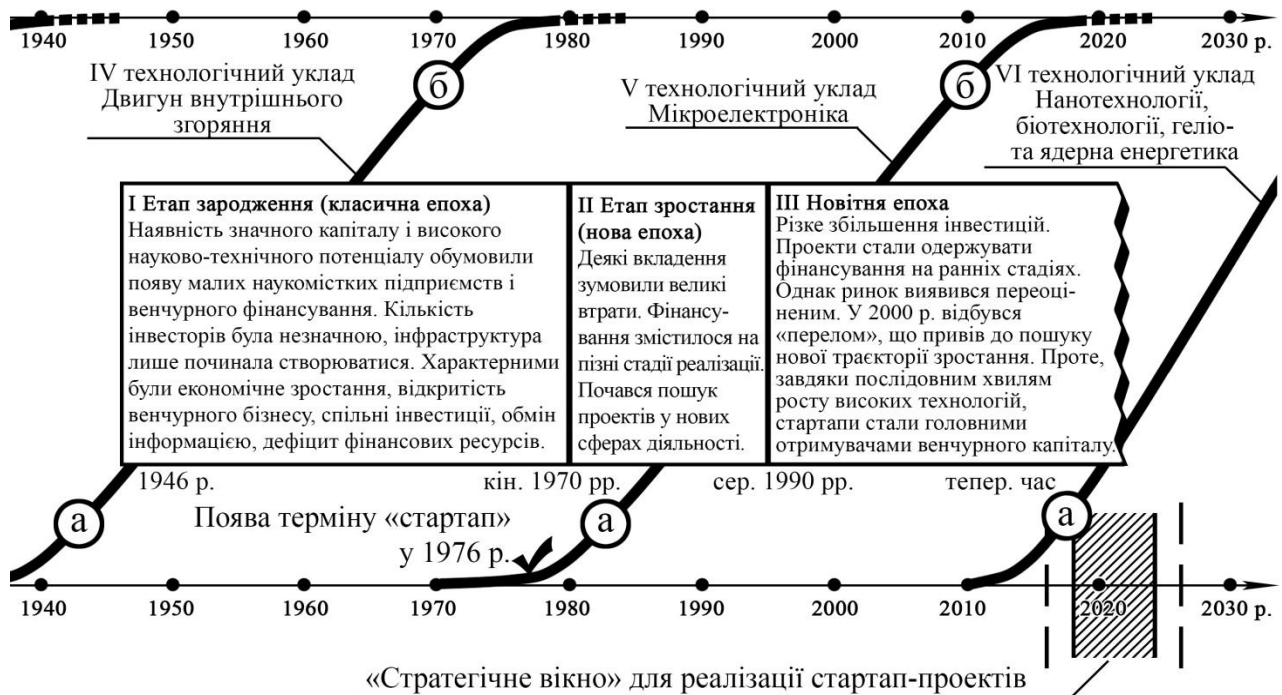 1940 1950 1960 1970 1980 1990 2000 2010 2020 2030 р.
IV технологічний уклад
Двигун внутрішнього
згоряння
б
V технологічний уклад
Мікроелектроніка
б
VI технологічний уклад
Нанотехнології,
біотехнології, геліо-
та ядерна енергетика
I Етап зародження (класична епоха)
Наявність значного капіталу і високого
науково-технічного потенціалу обумовили
появу малих наукомістких підприємств і
венчурного фінансування. Кількість
інвесторів була незначною, інфраструктура
лише починала створюватися. Характерними
були економічне зростання, відкритість
венчурного бізнесу, спільні інвестиції, обмін
інформацією, дефіцит фінансових ресурсів.
II Етап зростання
(нова епоха)
Деякі вкладення
зумовили великі
втрати. Фінансу-
вання змістилося на
пізні стадії реалізації.
Почався пошук
проектів у нових
сферах діяльності.
III Новітня епоха
Різке збільшення інвестицій.
Проекти стали одержувати
фінансування на ранніх стадіях.
Однак ринок виявився переоці-
неним. У 2000 р. відбувся
«перелом», що привів до пошуку
нової траєкторії зростання. Проте,
завдяки послідовним хвилям
росту високих технологій,
стартапи стали головними
отримувачами венчурного капіталу.
1946 р. кін. 1970 рр. сер. 1990 рр. тепер. час
а
Поява терміну «стартап»
у 1976 р.
а
а
1940 1950 1960 1970 1980 1990 2000 2010 2020 2030 р.
«Стратегічне вікно» для реалізації стартап-проектів